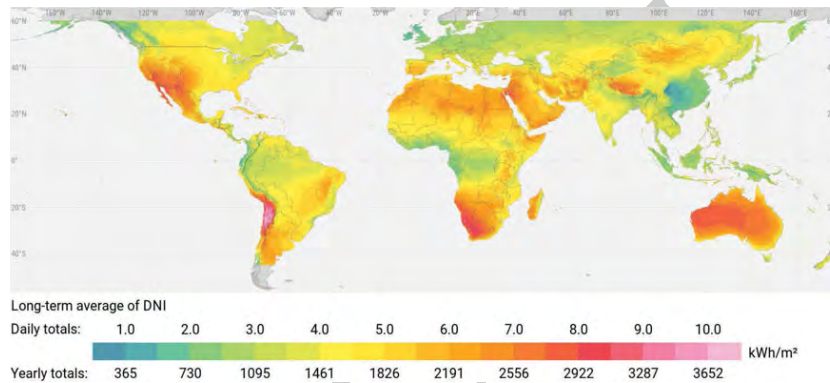 60°N 140°W 120°W 100°W 80°W 60°W 40°W 20°W 0° 20°E 40°E 60°E 80°E 100°E 120°E 140°E 160°E
40°N
20°N
0°
20°S
40°S
Long-term average of DNI
Daily totals: 1.0 2.0 3.0 4.0 5.0 6.0 7.0 8.0 9.0 10.0
kWh/m²
Yearly totals: 365 730 1095 1461 1826 2191 2556 2922 3287 3652